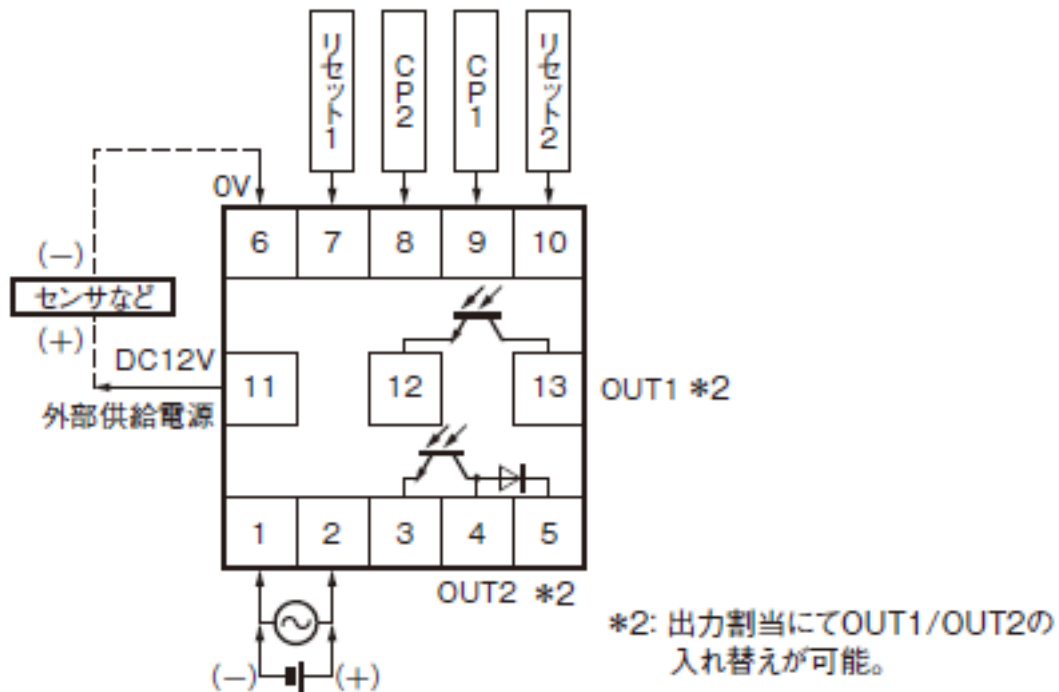 リセット1
CP2
CP1
リセット2
0V
6 7 8 9 10
(−)
センサなど
(+)
DC12V
11 12 13 OUT1 *2
外部供給電源
1 2 3 4 5
OUT2 *2
(−) (+)
*2: 出力割当にてOUT1/OUT2の
入れ替えが可能。